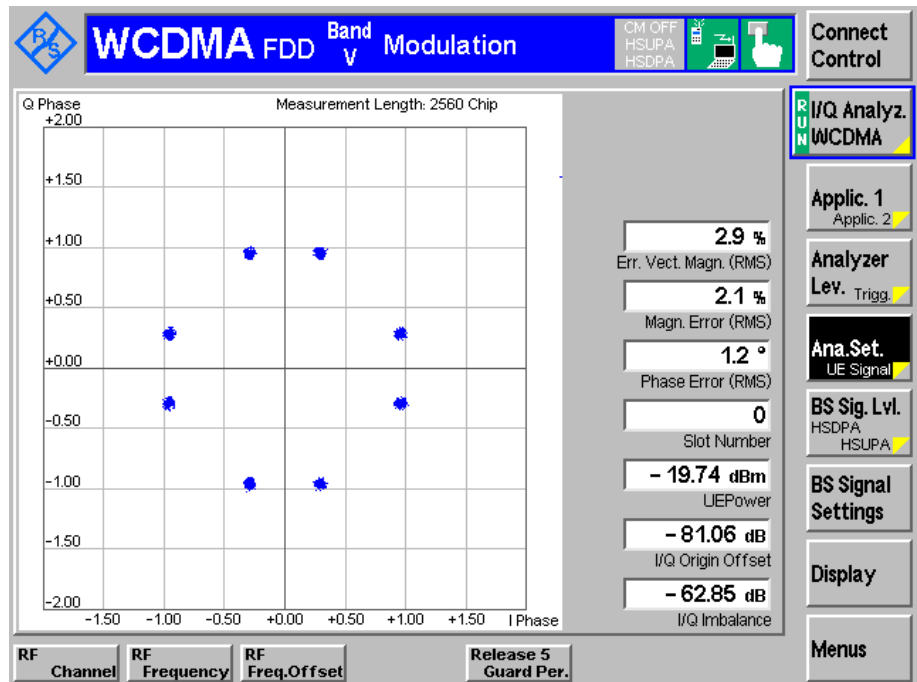 R/S
WCDMA FDD Band V Modulation
CM OFF
HSUPA
HSDPA
Connect
Control
Q Phase
Measurement Length: 2560 Chip
+2.00
+1.50
+1.00
+0.50
+0.00
-0.50
-1.00
-1.50
-2.00
-1.50 -1.00 -0.50 +0.00 +0.50 +1.00 +1.50 I Phase
2.9 %
Err. Vect. Magn. (RMS)
2.1 %
Magn. Error (RMS)
1.2 °
Phase Error (RMS)
0
Slot Number
- 19.74 dBm
UEPower
- 81.06 dB
I/Q Origin Offset
- 62.85 dB
I/Q Imbalance
RUN
I/Q Analyz.
WCDMA
Applic. 1
Applic. 2
Analyzer
Lev. Trigg.
Ana.Set.
UE Signal
BS Sig. Lvl.
HSDPA
HSUPA
BS Signal
Settings
Display
Menus
RF
Channel
RF
Frequency
RF
Freq.Offset
Release 5
Guard Per.